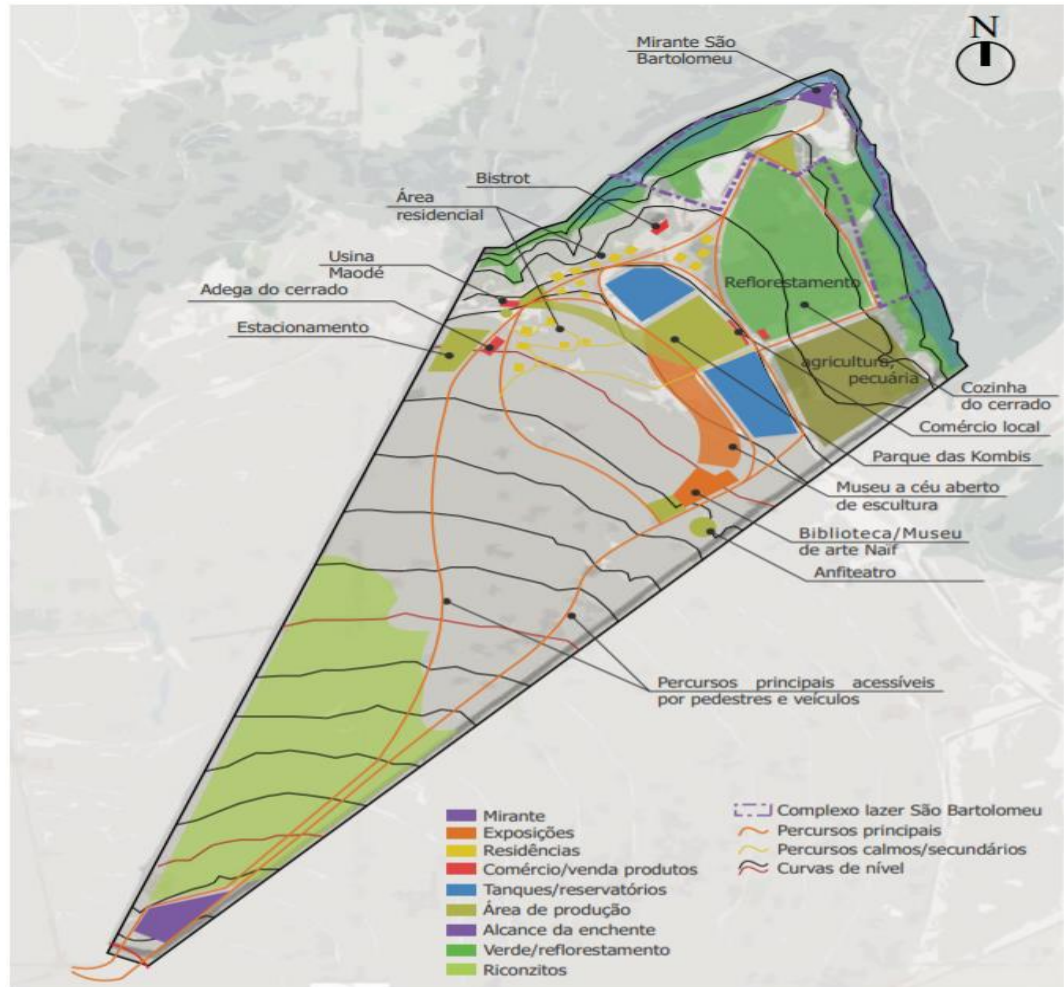 N
Mirante São
Bartolomeu
Bistrot
Área
residencial
Usina
Maodé
Adega do cerrado
Estacionamento
Reflorestamento
agricultura,
pecuária
Cozinha
do cerrado
Comércio local
Parque das Kombis
Museu a céu aberto
de escultura
Biblioteca/Museu
de arte Naïf
Anfiteatro
Percursos principais acessíveis
por pedestres e veículos
Mirante
Exposições
Residências
Comércio/venda produtos
Tanques/reservatórios
Área de produção
Alcance da enchente
Verde/reflorestamento
Riconzitos
Complexo lazer São Bartolomeu
Percursos principais
Percursos calmos/secundários
Curvas de nível